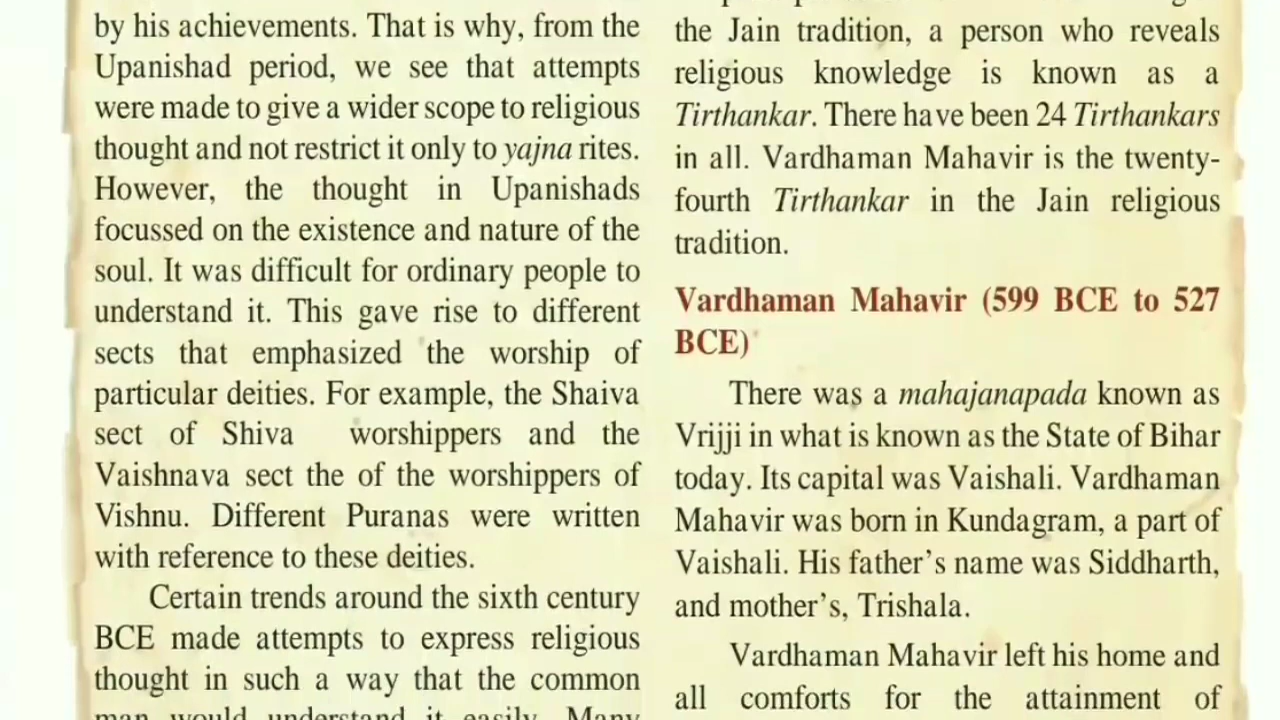 by his achievements. That is why, from the
Upanishad period, we see that attempts
were made to give a wider scope to religious
thought and not restrict it only to yajna rites.
However, the thought in Upanishads
focussed on the existence and nature of the
soul. It was difficult for ordinary people to
understand it. This gave rise to different
sects that emphasized the worship of
particular deities. For example, the Shaiva
sect of Shiva worshippers and the
Vaishnava sect the of the worshippers of
Vishnu. Different Puranas were written
with reference to these deities.
Certain trends around the sixth century
BCE made attempts to express religious
thought in such a way that the common
man would understand it easily. Many
the Jain tradition, a person who reveals
religious knowledge is known as a
Tirthankar. There have been 24 Tirthankars
in all. Vardhaman Mahavir is the twenty-
fourth Tirthankar in the Jain religious
tradition.
Vardhaman Mahavir (599 BCE to 527
BCE)
There was a mahajanapada known as
Vrijji in what is known as the State of Bihar
today. Its capital was Vaishali. Vardhaman
Mahavir was born in Kundagram, a part of
Vaishali. His father's name was Siddharth,
and mother's, Trishala.
Vardhaman Mahavir left his home and
all comforts for the attainment of